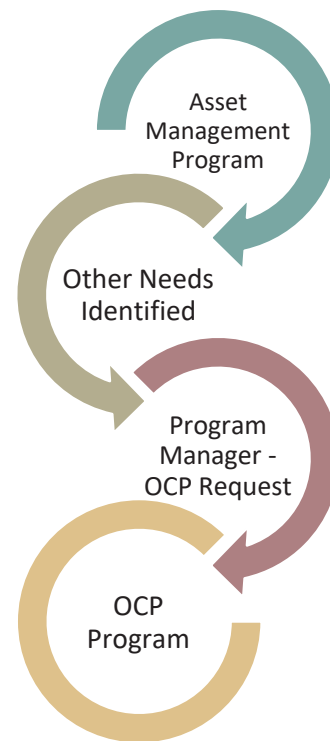 Asset
Management
Program
Other Needs
Identified
Program
Manager -
OCP Request
OCP
Program